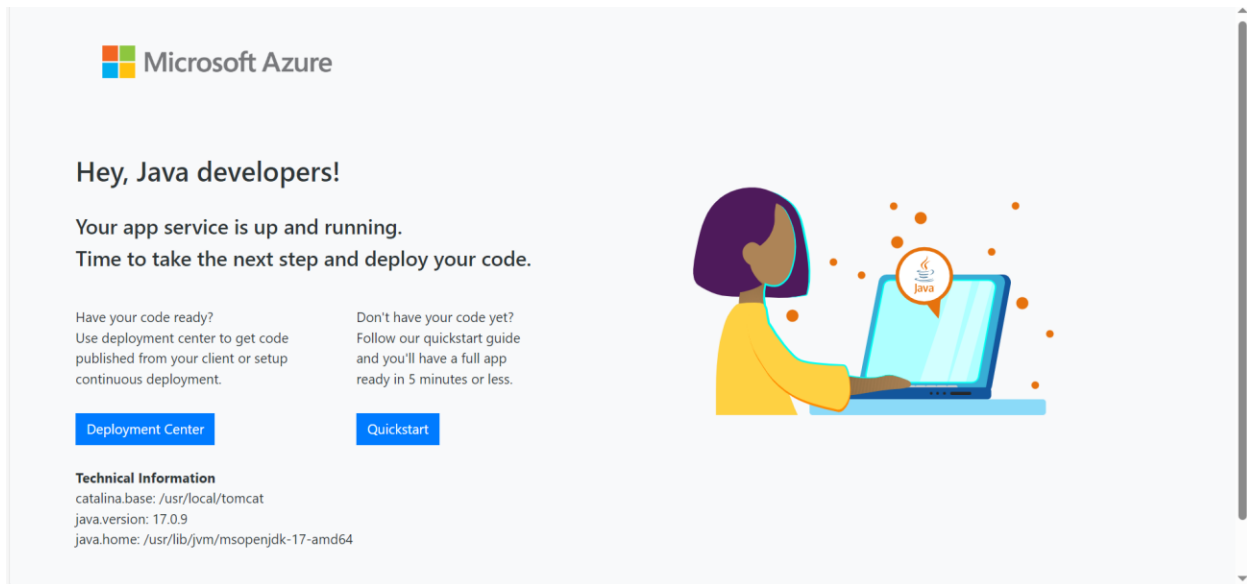 Microsoft Azure
Hey, Java developers!
Your app service is up and running.
Time to take the next step and deploy your code.
Have your code ready?
Use deployment center to get code
published from your client or setup
continuous deployment.
Deployment Center
Don't have your code yet?
Follow our quickstart guide
and you'll have a full app
ready in 5 minutes or less.
Quickstart
Technical Information
catalina.base: /usr/local/tomcat
java.version: 17.0.9
java.home: /usr/lib/jvm/msopenjdk-17-amd64
Java